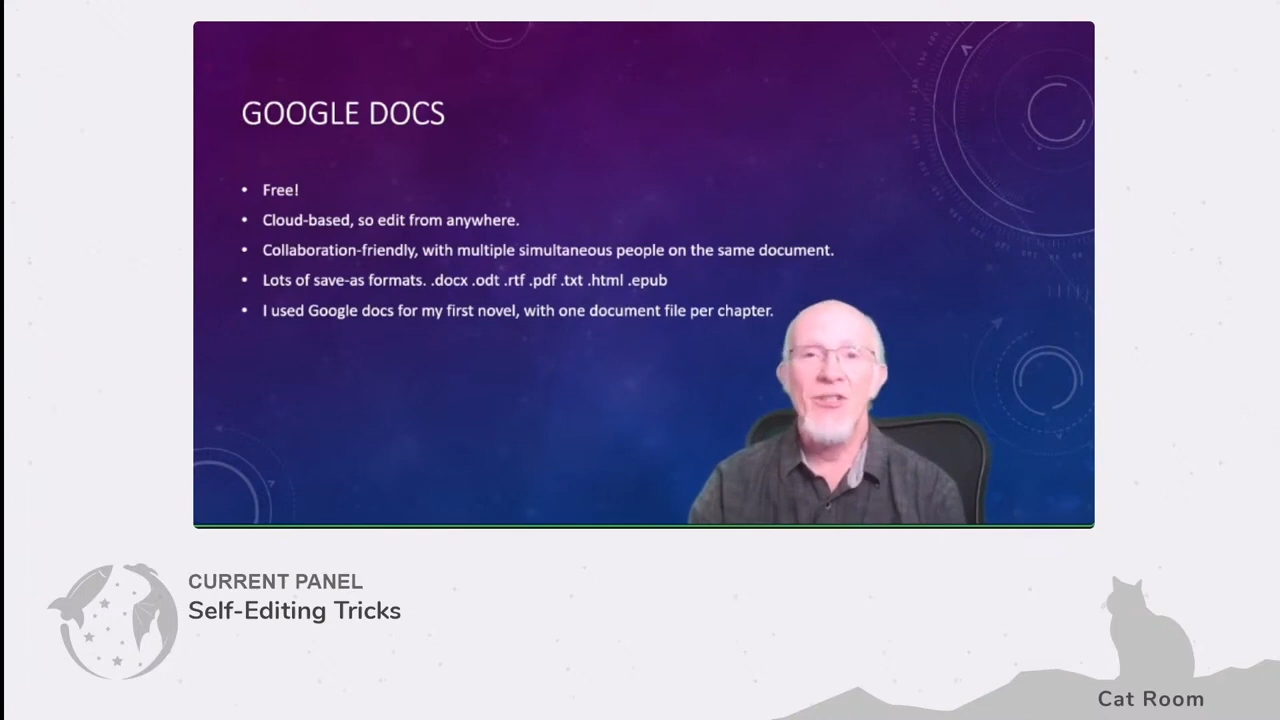 GOOGLE DOCS
• Free!
• Cloud-based, so edit from anywhere.
• Collaboration-friendly, with multiple simultaneous people on the same document.
• Lots of save-as formats. .docx .odt .rtf .pdf .txt .html .epub
• I used Google docs for my first novel, with one document file per chapter.
CURRENT PANEL
Self-Editing Tricks
Cat Room